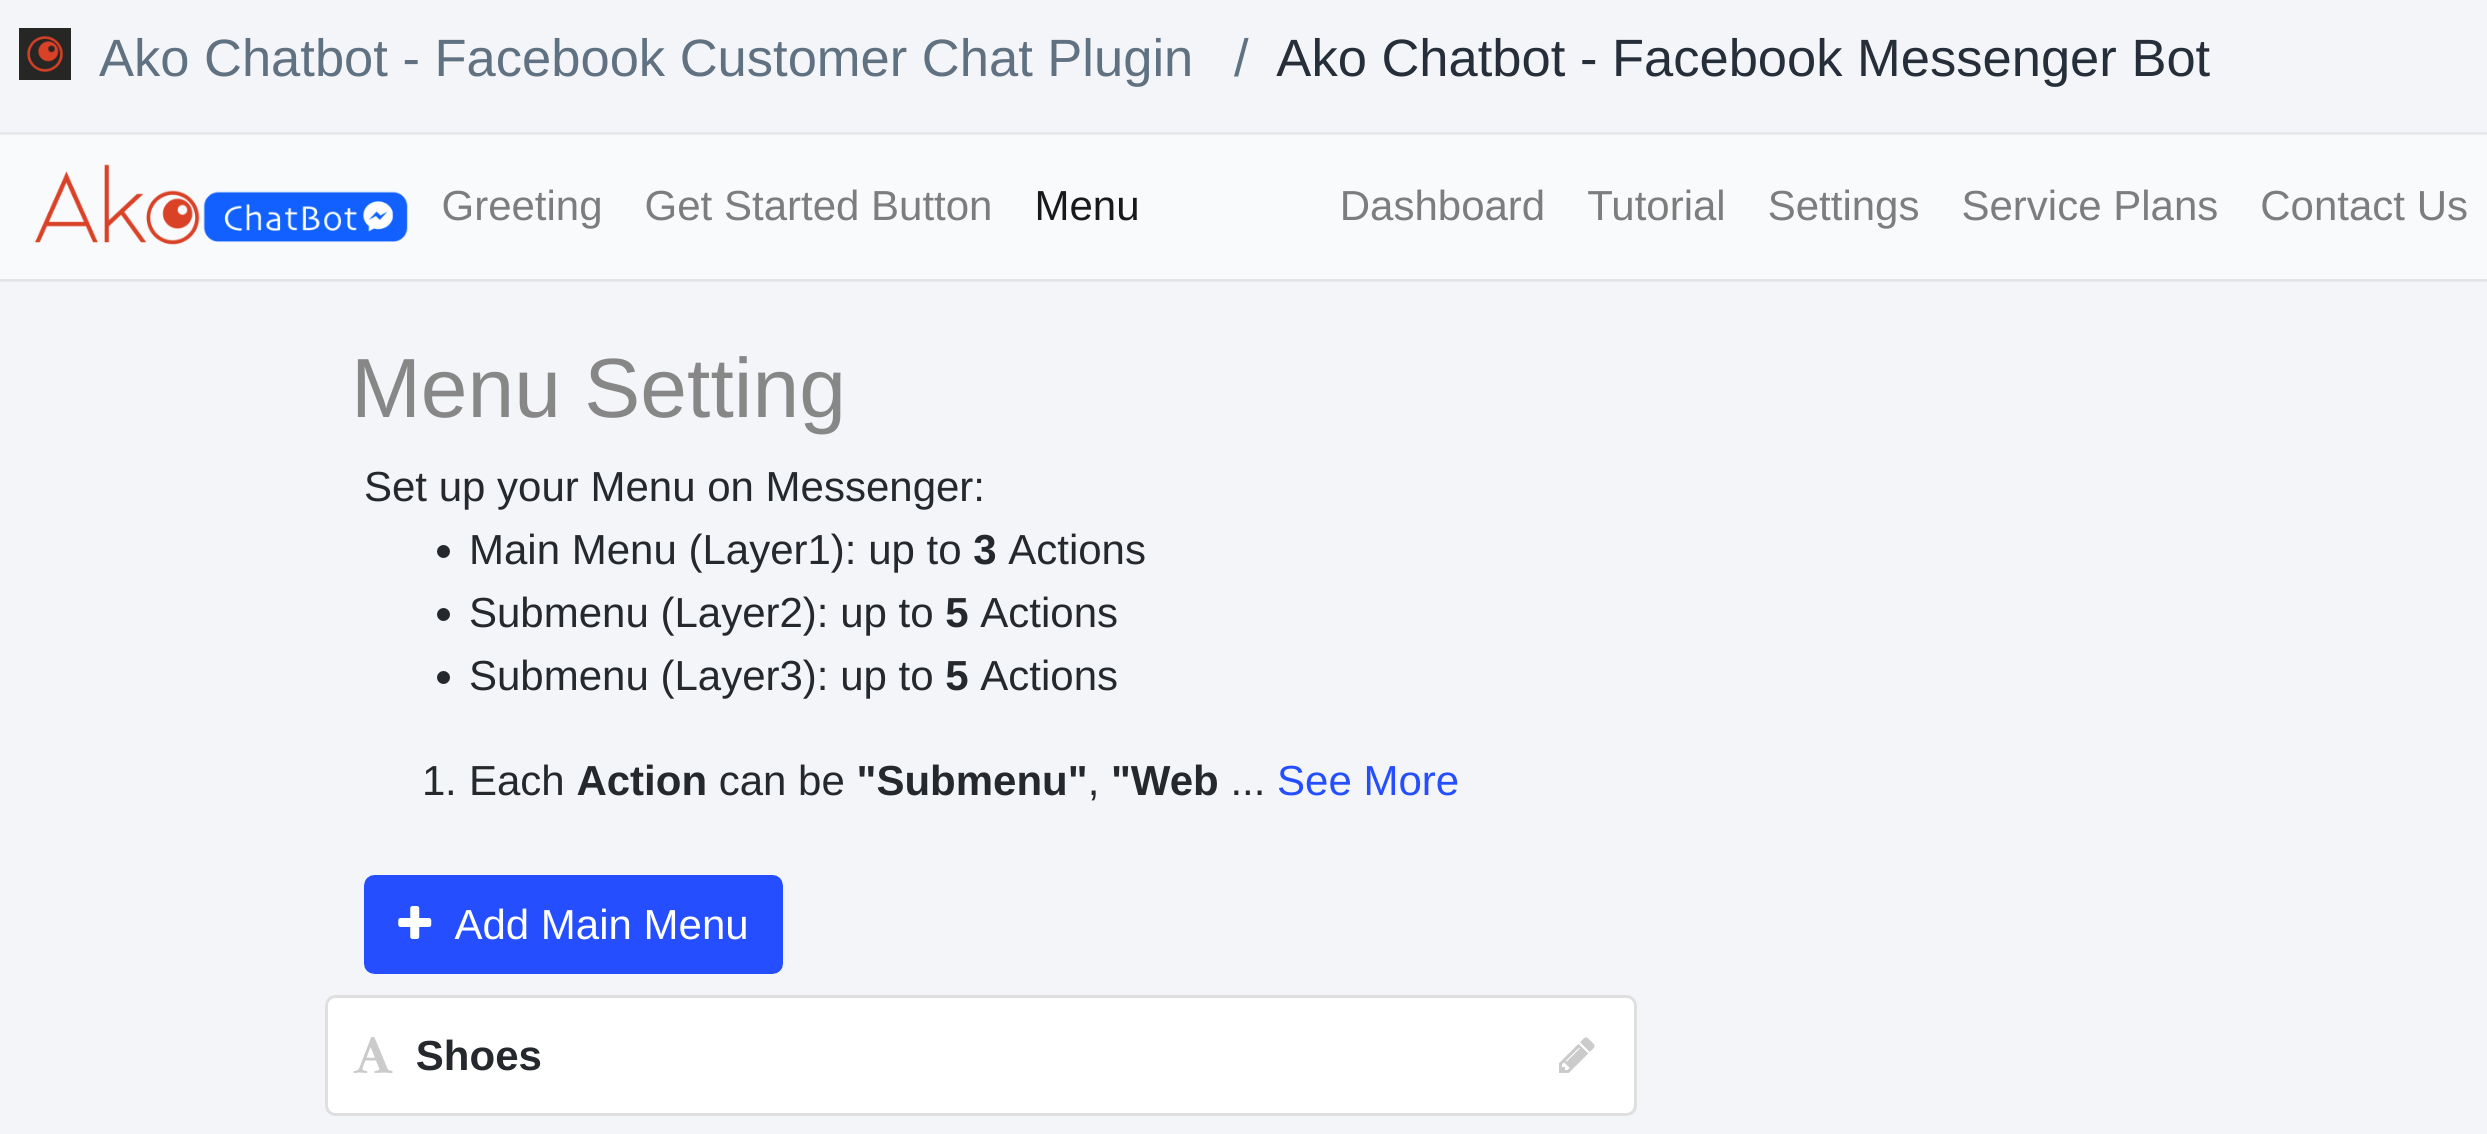 Ako Chatbot - Facebook Customer Chat Plugin / Ako Chatbot - Facebook Messenger Bot
Ako ChatBot Greeting Get Started Button Menu Dashboard Tutorial Settings Service Plans Contact Us
Menu Setting
Set up your Menu on Messenger:
• Main Menu (Layer1): up to 3 Actions
• Submenu (Layer2): up to 5 Actions
• Submenu (Layer3): up to 5 Actions
1. Each Action can be "Submenu", "Web ... See More
Add Main Menu
A Shoes